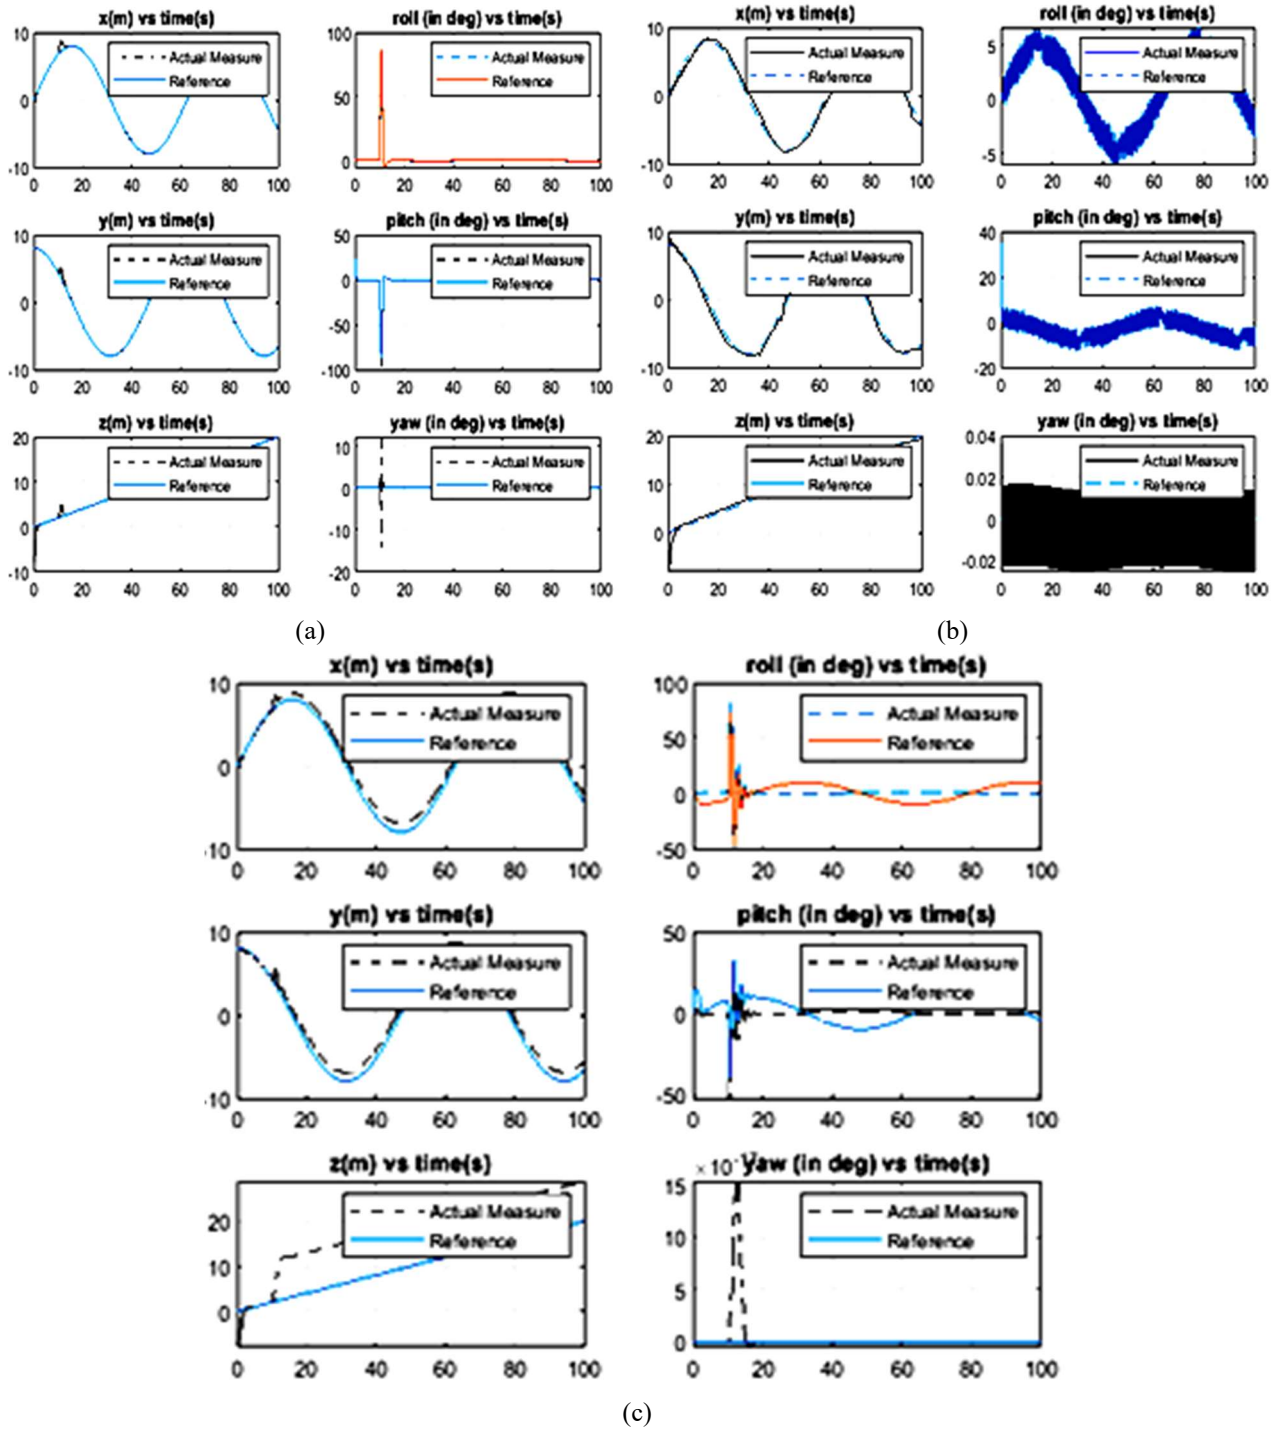 x(m) vs time(s)
10
0
-10
0 20 40 60 80 100
Actual Measure
Reference
roll (in deg) vs time(s)
100
50
0
0 20 40 60 80 100
Actual Measure
Reference
x(m) vs time(s)
10
0
-10
0 20 40 60 80 100
Actual Measure
Reference
roll (in deg) vs time(s)
5
0
-5
0 20 40 60 80 100
Actual Measure
Reference
y(m) vs time(s)
10
0
-10
0 20 40 60 80 100
Actual Measure
Reference
pitch (in deg) vs time(s)
50
0
-50
-100
0 20 40 60 80 100
Actual Measure
Reference
y(m) vs time(s)
10
0
-10
0 20 40 60 80 100
Actual Measure
Reference
pitch (in deg) vs time(s)
40
20
0
-20
0 20 40 60 80 100
Actual Measure
Reference
z(m) vs time(s)
20
10
0
-10
0 20 40 60 80 100
Actual Measure
Reference
yaw (in deg) vs time(s)
10
0
-10
-20
0 20 40 60 80 100
Actual Measure
Reference
z(m) vs time(s)
20
10
0
0 20 40 60 80 100
Actual Measure
Reference
yaw (in deg) vs time(s)
0.04
0.02
0
-0.02
0 20 40 60 80 100
Actual Measure
Reference
(a)
(b)
x(m) vs time(s)
10
0
-10
0 20 40 60 80 100
Actual Measure
Reference
roll (in deg) vs time(s)
100
50
0
-50
0 20 40 60 80 100
Actual Measure
Reference
y(m) vs time(s)
10
0
-10
0 20 40 60 80 100
Actual Measure
Reference
pitch (in deg) vs time(s)
50
0
-50
0 20 40 60 80 100
Actual Measure
Reference
z(m) vs time(s)
20
10
0
0 20 40 60 80 100
Actual Measure
Reference
×10
yaw (in deg) vs time(s)
15
10
5
0
0 20 40 60 80 100
Actual Measure
Reference
(c)